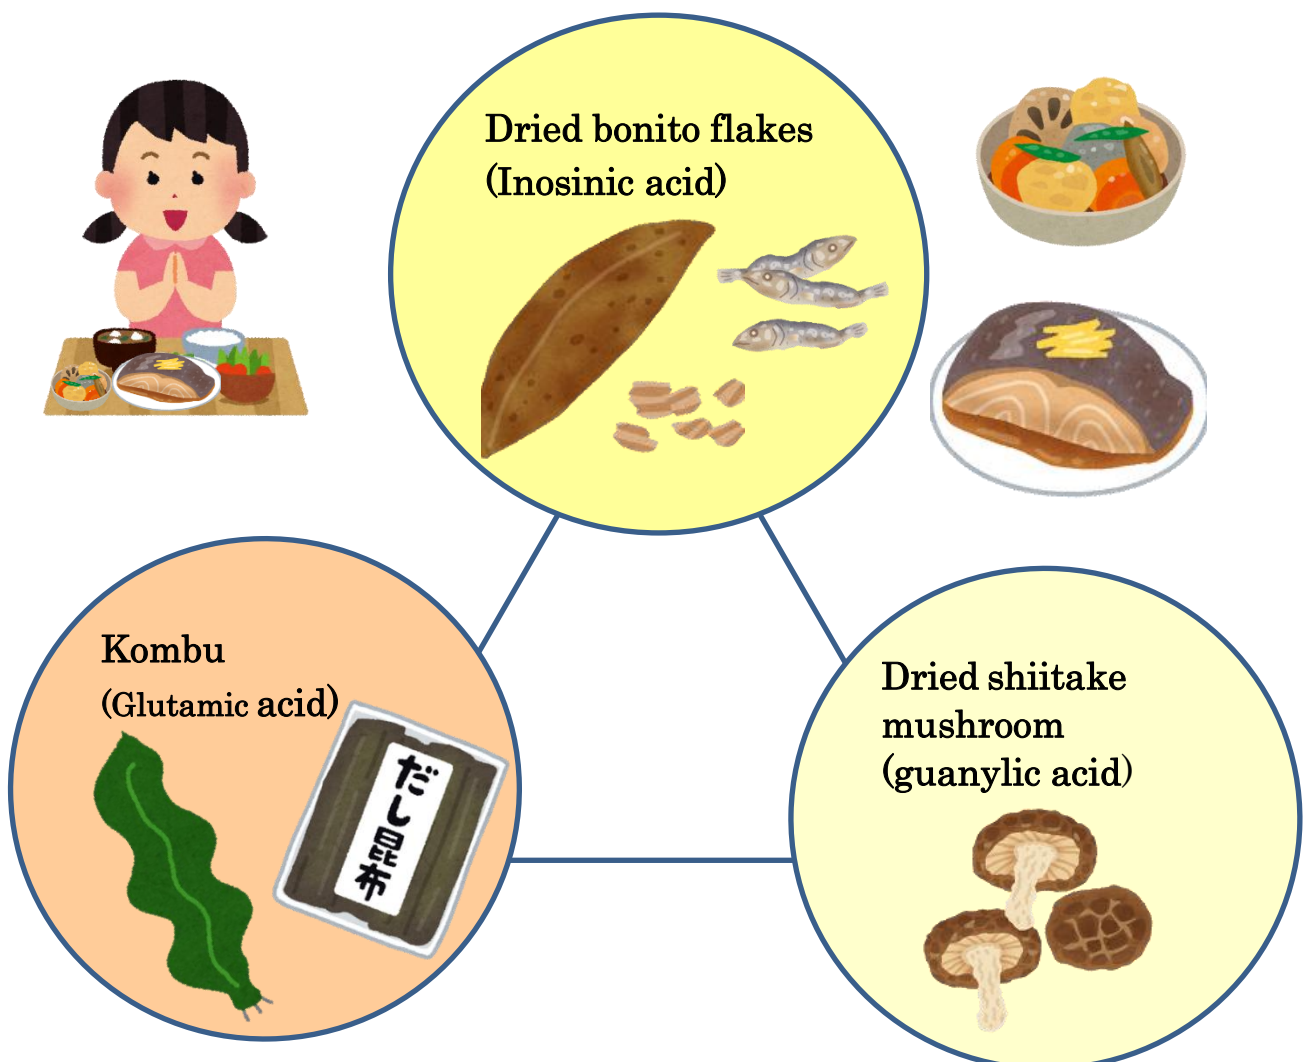 Dried bonito flakes
(Inosinic acid)
Kombu
(Glutamic acid)
だし昆布
Dried shiitake
mushroom
(guanylic acid)